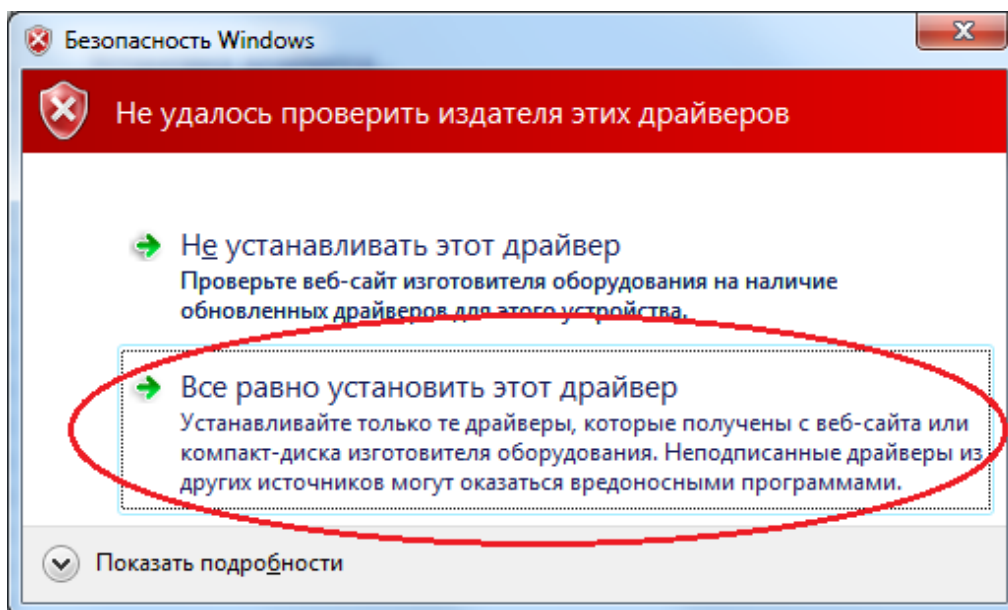 Безопасность Windows
Не удалось проверить издателя этих драйверов
Не устанавливать этот драйвер
Проверьте веб-сайт изготовителя оборудования на наличие
обновленных драйверов для этого устройства.
Все равно установить этот драйвер
Устанавливайте только те драйверы, которые получены с веб-сайта или
компакт-диска изготовителя оборудования. Неподписанные драйверы из
других источников могут оказаться вредоносными программами.
Показать подробности